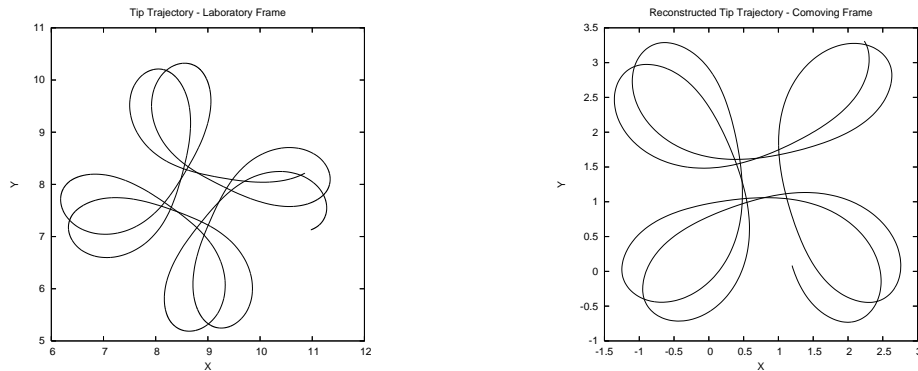 Tip Trajectory - Laboratory Frame
11
10
9
8
7
6
5
Y
6 7 8 9 10 11 12
X
Reconstructed Tip Trajectory - Comoving Frame
3.5
3
2.5
2
1.5
1
0.5
0
-0.5
-1
Y
-1.5 -1 -0.5 0 0.5 1 1.5 2 2.5 3
X